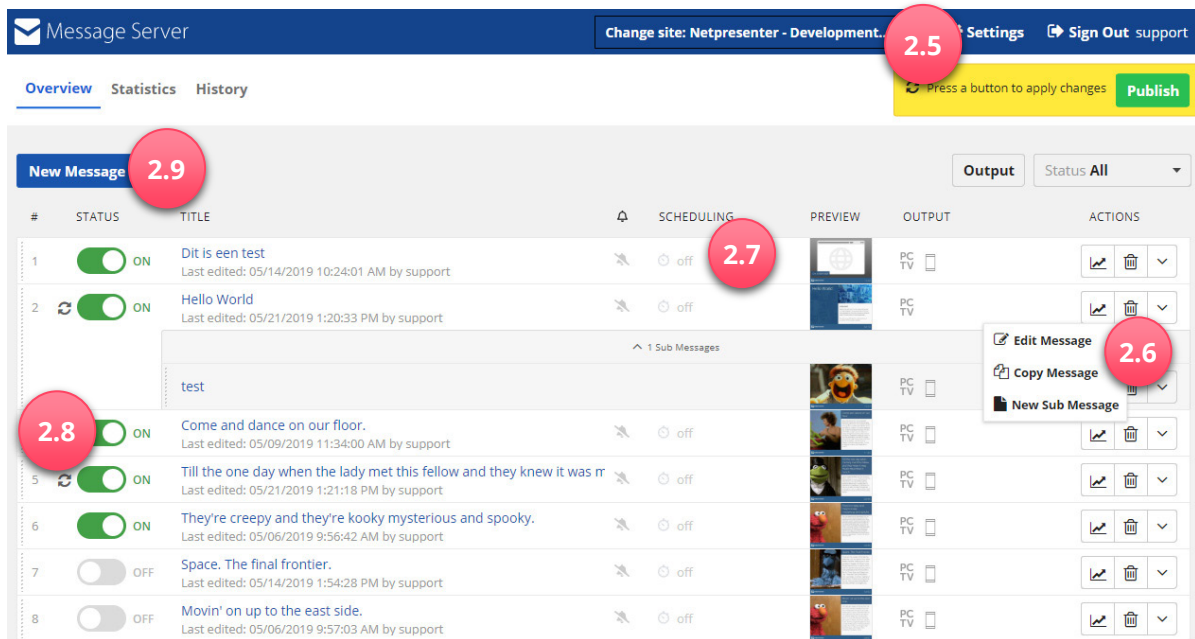 Message Server
Change site: Netpresenter - Development..
2.5
Settings
Sign Out support
Overview Statistics History
Press a button to apply changes Publish
New Message
2.9
Output
Status All
# STATUS TITLE SCHEDULING PREVIEW OUTPUT ACTIONS
2.7
1 ON Dit is een test off PC TV
Last edited: 05/14/2019 10:24:01 AM by support
2 ON Hello World off PC TV
Last edited: 05/21/2019 1:20:33 PM by support
1 Sub Messages
Edit Message
2.6
Copy Message
New Sub Message
test PC TV
2.8
ON Come and dance on our floor. off PC TV
Last edited: 05/09/2019 11:34:00 AM by support
5 ON Till the one day when the lady met this fellow and they knew it was m off PC TV
Last edited: 05/21/2019 1:21:18 PM by support
6 ON They're creepy and they're kooky mysterious and spooky. off PC TV
Last edited: 05/06/2019 9:56:42 AM by support
7 OFF Space. The final frontier. off PC TV
Last edited: 05/14/2019 1:54:28 PM by support
8 OFF Movin' on up to the east side. off PC TV
Last edited: 05/06/2019 9:57:03 AM by support